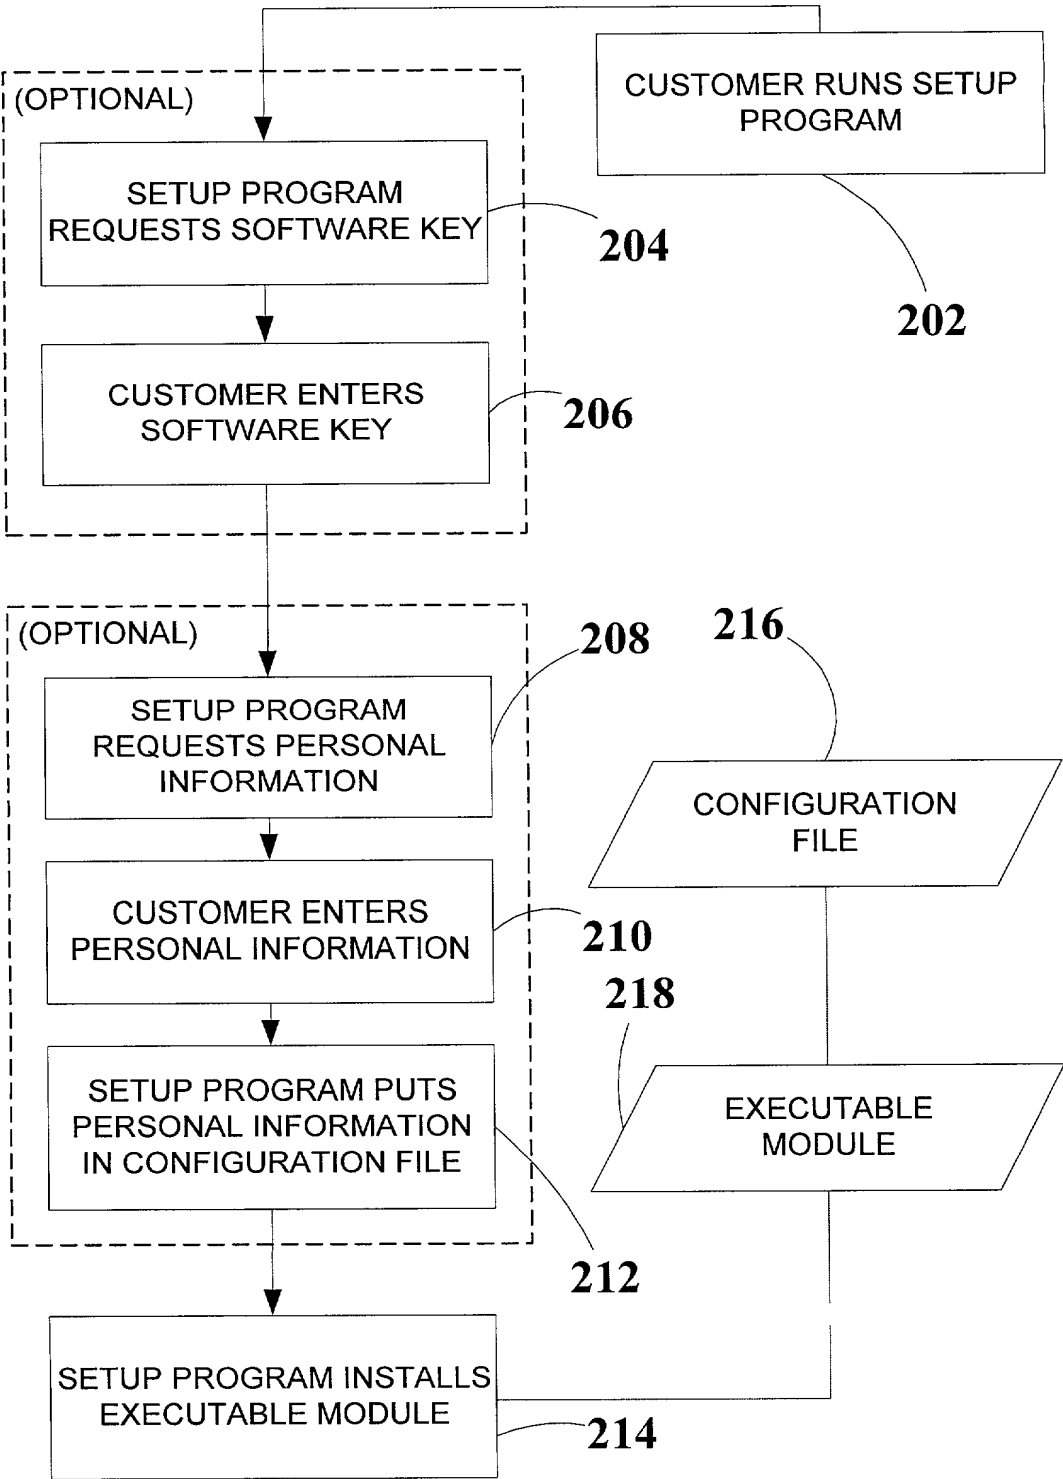 CUSTOMER RUNS SETUP
PROGRAM
202
(OPTIONAL)
SETUP PROGRAM
REQUESTS SOFTWARE KEY
204
CUSTOMER ENTERS
SOFTWARE KEY
206
(OPTIONAL)
SETUP PROGRAM
REQUESTS PERSONAL
INFORMATION
208
CUSTOMER ENTERS
PERSONAL INFORMATION
210
SETUP PROGRAM PUTS
PERSONAL INFORMATION
IN CONFIGURATION FILE
212
SETUP PROGRAM INSTALLS
EXECUTABLE MODULE
214
216
CONFIGURATION
FILE
218
EXECUTABLE
MODULE